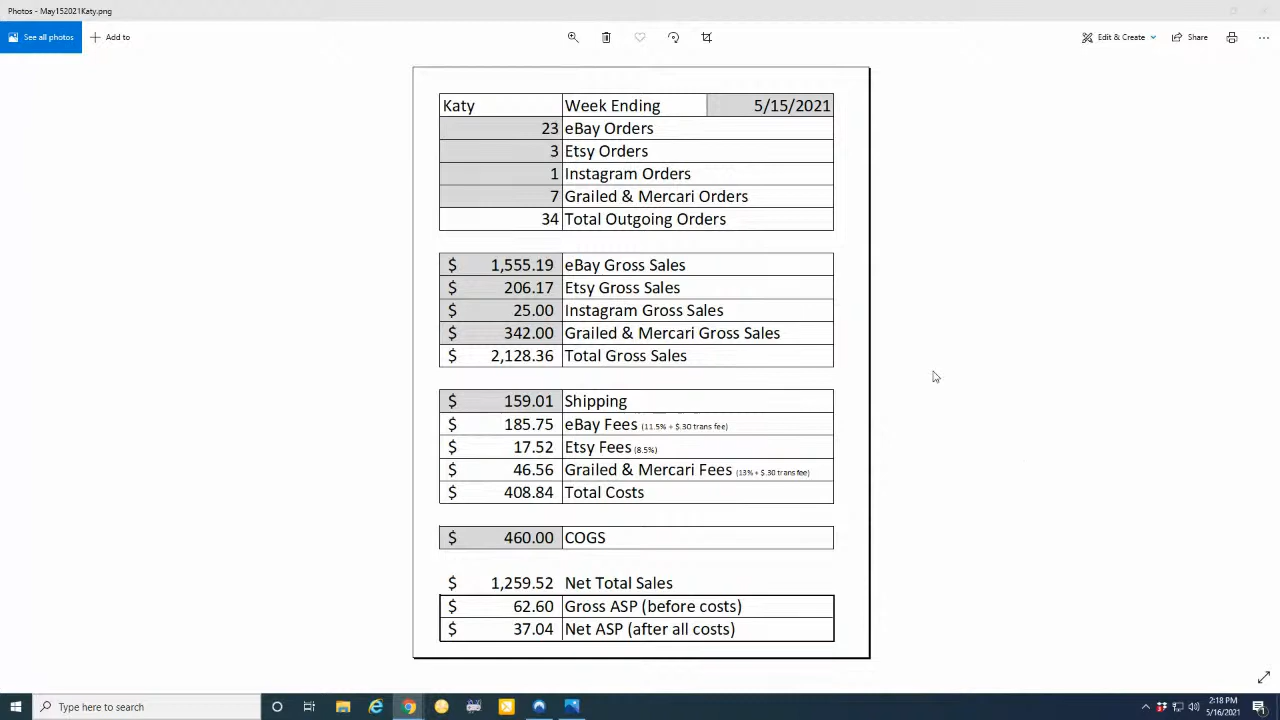 Photos - May152021Katy.png
See all photos Add to Edit & Create Share
Katy Week Ending 5/15/2021
23 eBay Orders
3 Etsy Orders
1 Instagram Orders
7 Grailed & Mercari Orders
34 Total Outgoing Orders
$ 1,555.19 eBay Gross Sales
$ 206.17 Etsy Gross Sales
$ 25.00 Instagram Gross Sales
$ 342.00 Grailed & Mercari Gross Sales
$ 2,128.36 Total Gross Sales
$ 159.01 Shipping
$ 185.75 eBay Fees (11.5% + $.30 trans fee)
$ 17.52 Etsy Fees (8.5%)
$ 46.56 Grailed & Mercari Fees (13% + $.30 trans fee)
$ 408.84 Total Costs
$ 460.00 COGS
$ 1,259.52 Net Total Sales
$ 62.60 Gross ASP (before costs)
$ 37.04 Net ASP (after all costs)
Type here to search 2:18 PM
5/16/2021